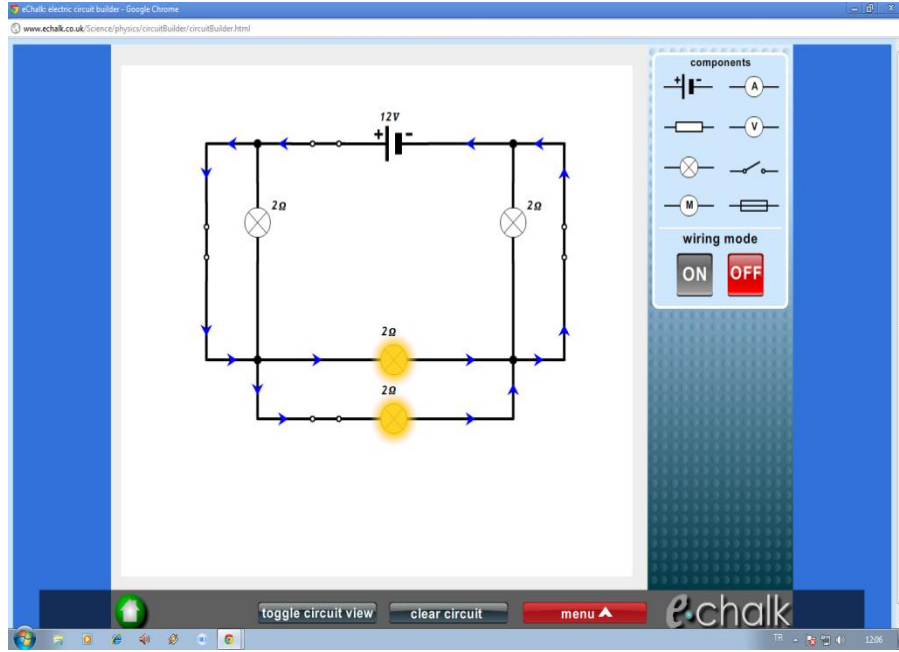 eChalk: electric circuit builder - Google Chrome
www.echalk.co.uk/Science/physics/circuitBuilder/circuitBuilder.html
components
+ -
A
V
M
wiring mode
ON OFF
12V
+ -
2Ω 2Ω
2Ω
2Ω
toggle circuit view clear circuit menu e-chalk
TR 12:06